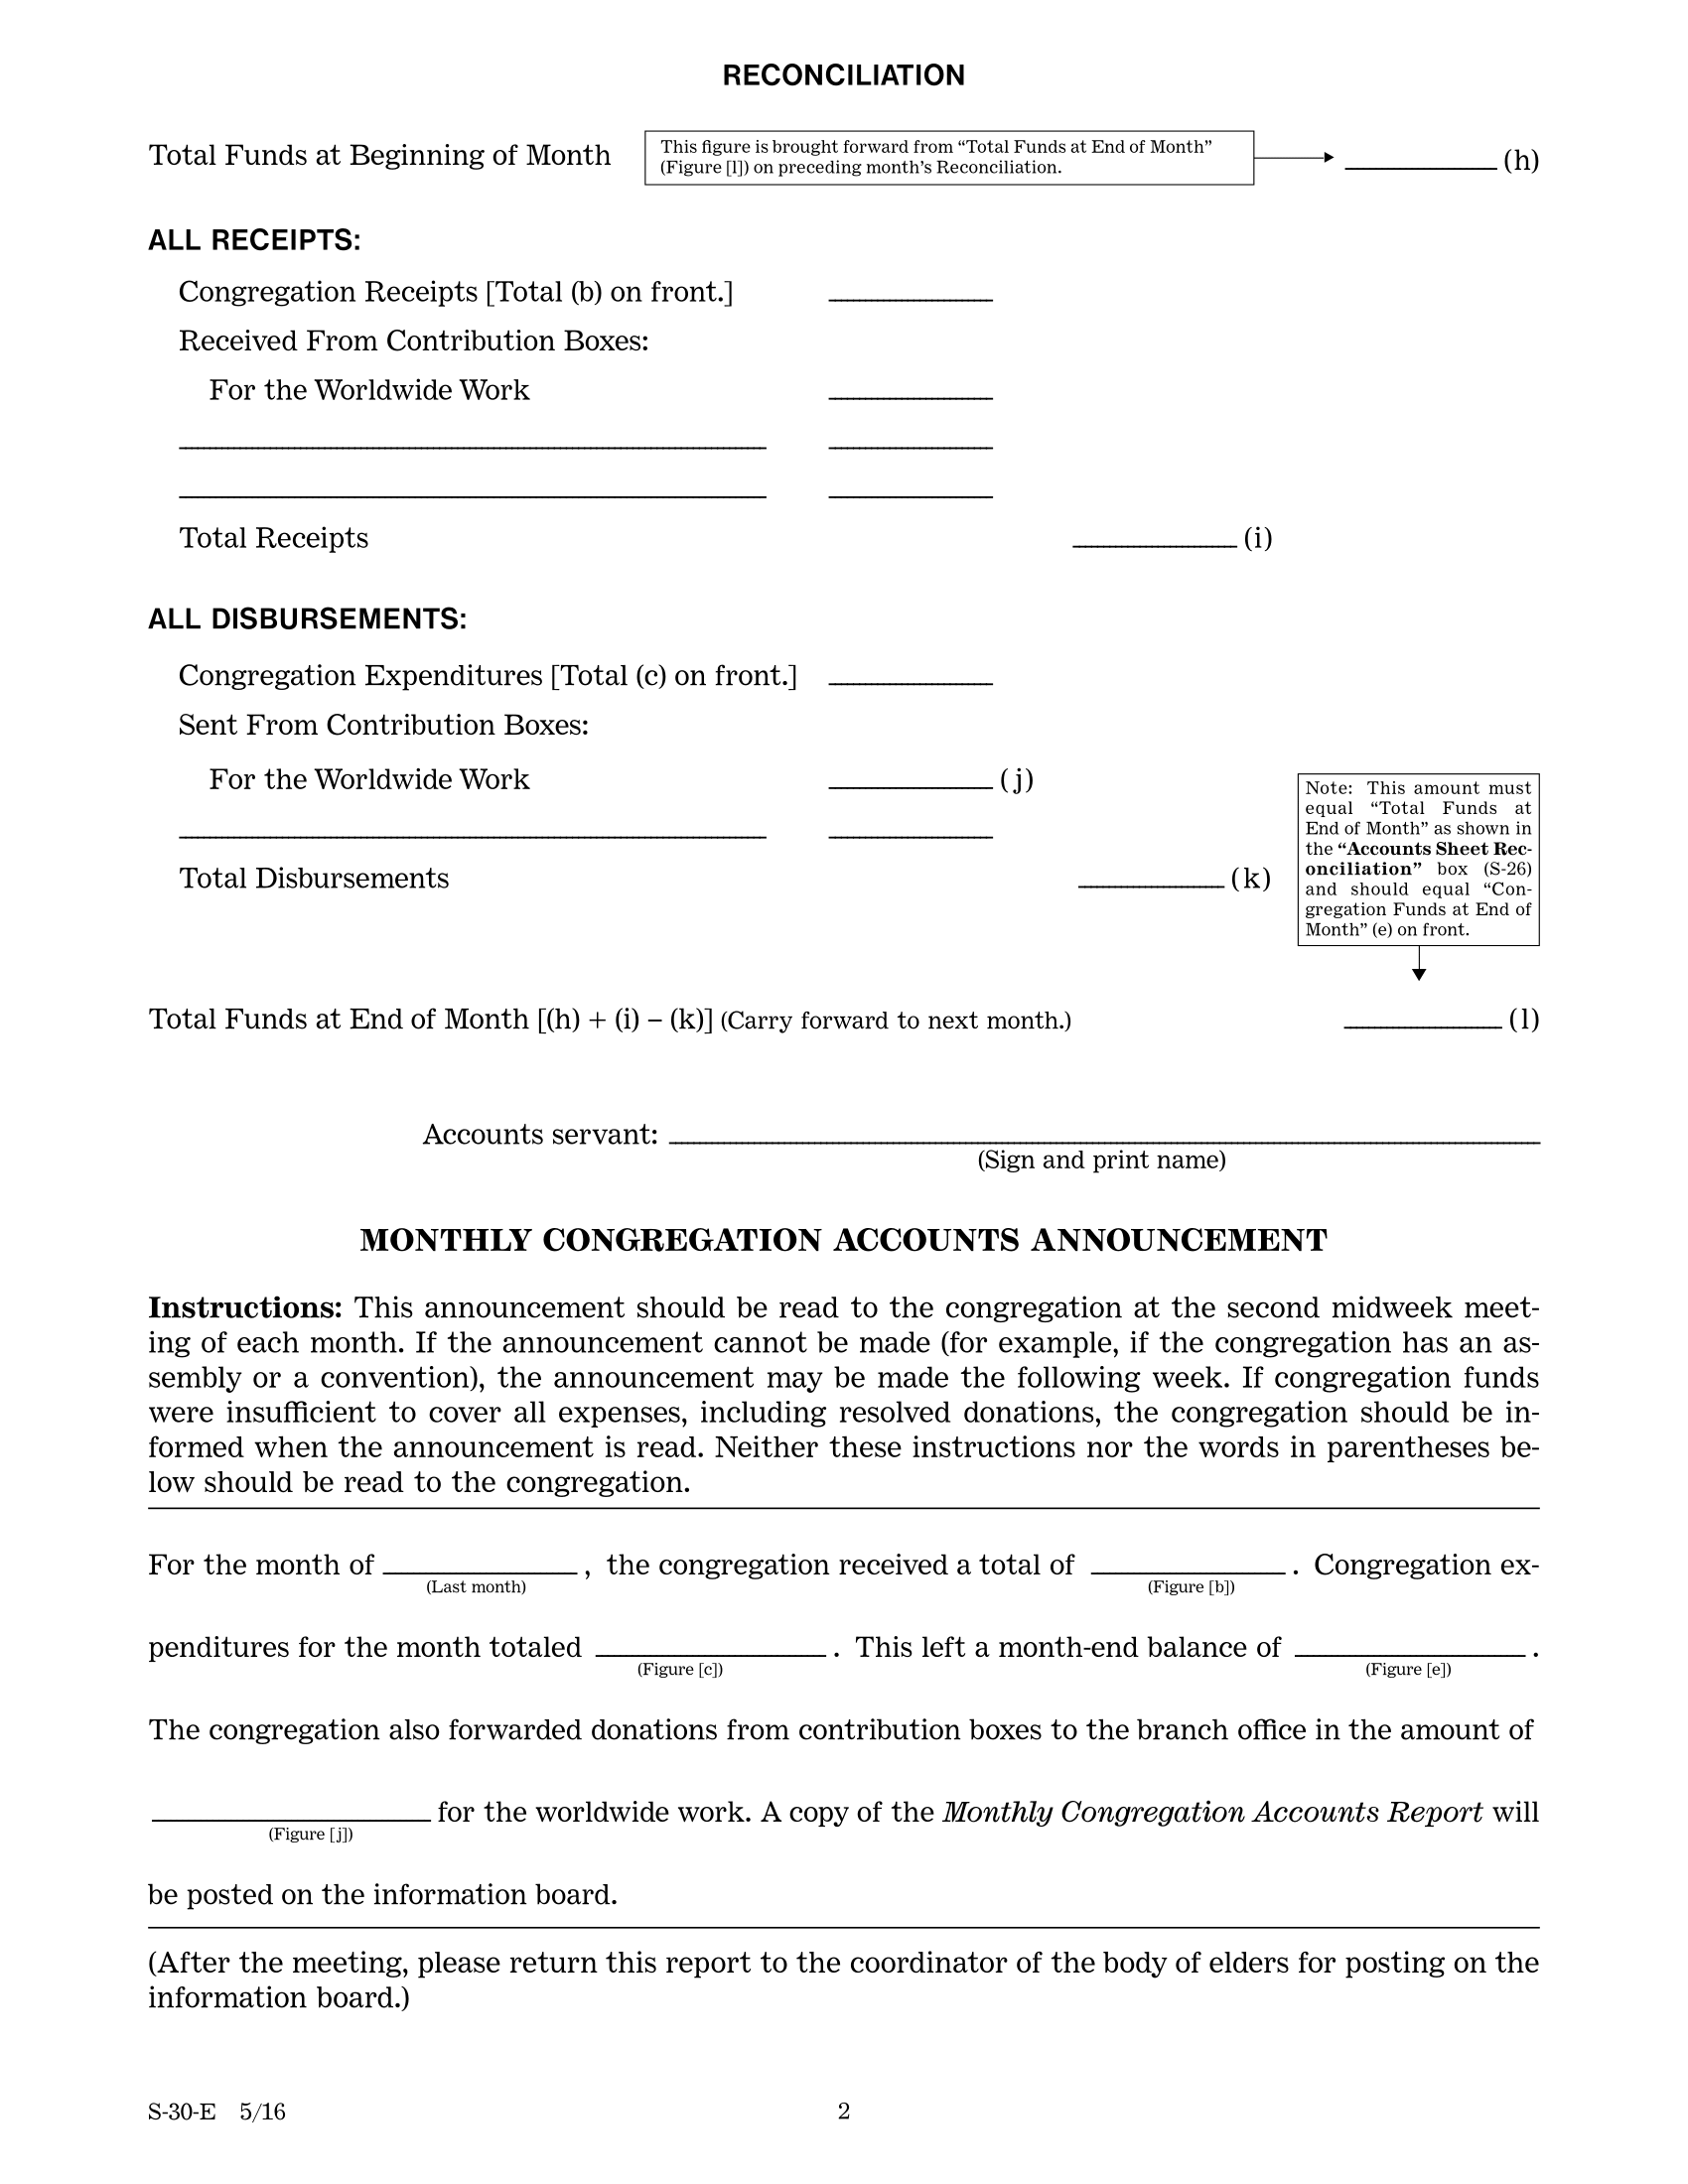 RECONCILIATION
Total Funds at Beginning of Month
This figure is brought forward from “Total Funds at End of Month”
(Figure [l]) on preceding month’s Reconciliation.
(h)
ALL RECEIPTS:
Congregation Receipts [Total (b) on front.]
Received From Contribution Boxes:
For the Worldwide Work
Total Receipts (i)
ALL DISBURSEMENTS:
Congregation Expenditures [Total (c) on front.]
Sent From Contribution Boxes:
For the Worldwide Work (j)
Total Disbursements (k)
Note: This amount must
equal “Total Funds at
End of Month” as shown in
the “Accounts Sheet Rec-
onciliation” box (S-26)
and should equal “Con-
gregation Funds at End of
Month” (e) on front.
Total Funds at End of Month [(h) + (i) – (k)] (Carry forward to next month.) (l)
Accounts servant:
(Sign and print name)
MONTHLY CONGREGATION ACCOUNTS ANNOUNCEMENT
Instructions: This announcement should be read to the congregation at the second midweek meet-
ing of each month. If the announcement cannot be made (for example, if the congregation has an as-
sembly or a convention), the announcement may be made the following week. If congregation funds
were insufficient to cover all expenses, including resolved donations, the congregation should be in-
formed when the announcement is read. Neither these instructions nor the words in parentheses be-
low should be read to the congregation.
For the month of , the congregation received a total of . Congregation ex-
(Last month) (Figure [b])
penditures for the month totaled . This left a month-end balance of .
(Figure [c]) (Figure [e])
The congregation also forwarded donations from contribution boxes to the branch office in the amount of
for the worldwide work. A copy of the Monthly Congregation Accounts Report will
(Figure [j])
be posted on the information board.
(After the meeting, please return this report to the coordinator of the body of elders for posting on the
information board.)
S-30-E 5/16 2